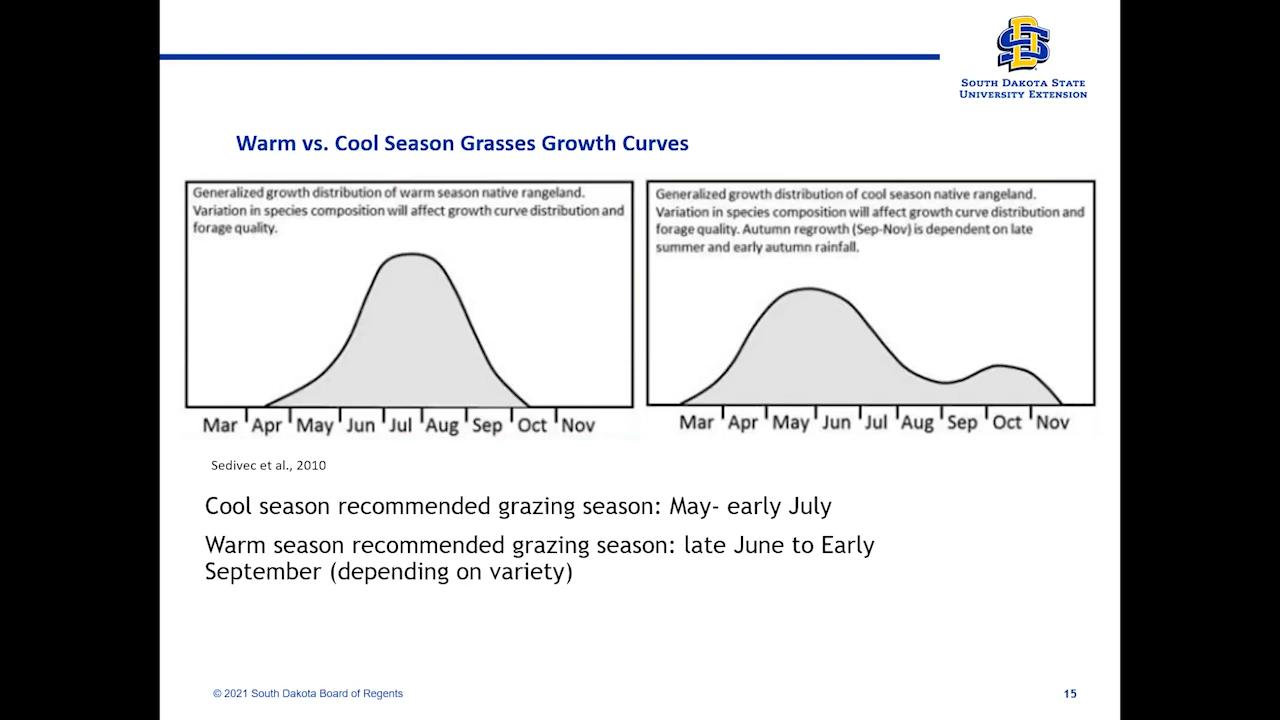 SOUTH DAKOTA STATE
UNIVERSITY EXTENSION
Warm vs. Cool Season Grasses Growth Curves
Generalized growth distribution of warm season native rangeland.
Variation in species composition will affect growth curve distribution and
forage quality.
Mar Apr May Jun Jul Aug Sep Oct Nov
Generalized growth distribution of cool season native rangeland.
Variation in species composition will affect growth curve distribution and
forage quality. Autumn regrowth (Sep-Nov) is dependent on late
summer and early autumn rainfall.
Mar Apr May Jun Jul Aug Sep Oct Nov
Sedivec et al., 2010
Cool season recommended grazing season: May- early July
Warm season recommended grazing season: late June to Early
September (depending on variety)
© 2021 South Dakota Board of Regents
15